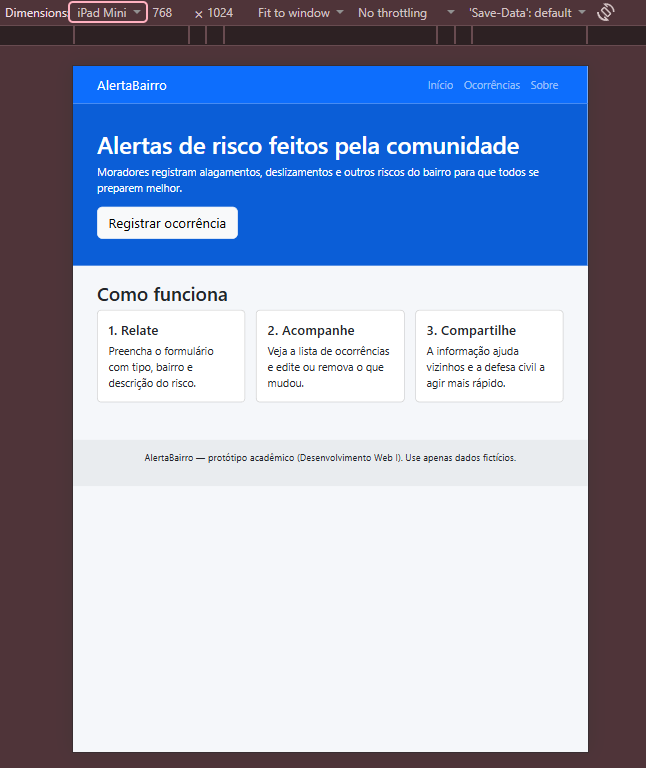 Dimensions: iPad Mini 768 × 1024 Fit to window No throttling 'Save-Data': default
AlertaBairro Início Ocorrências Sobre
Alertas de risco feitos pela comunidade
Moradores registram alagamentos, deslizamentos e outros riscos do bairro para que todos se
preparem melhor.
Registrar ocorrência
Como funciona
1. Relate
Preencha o formulário
com tipo, bairro e
descrição do risco.
2. Acompanhe
Veja a lista de ocorrências
e edite ou remova o que
mudou.
3. Compartilhe
A informação ajuda
vizinhos e a defesa civil a
agir mais rápido.
AlertaBairro — protótipo acadêmico (Desenvolvimento Web I). Use apenas dados fictícios.